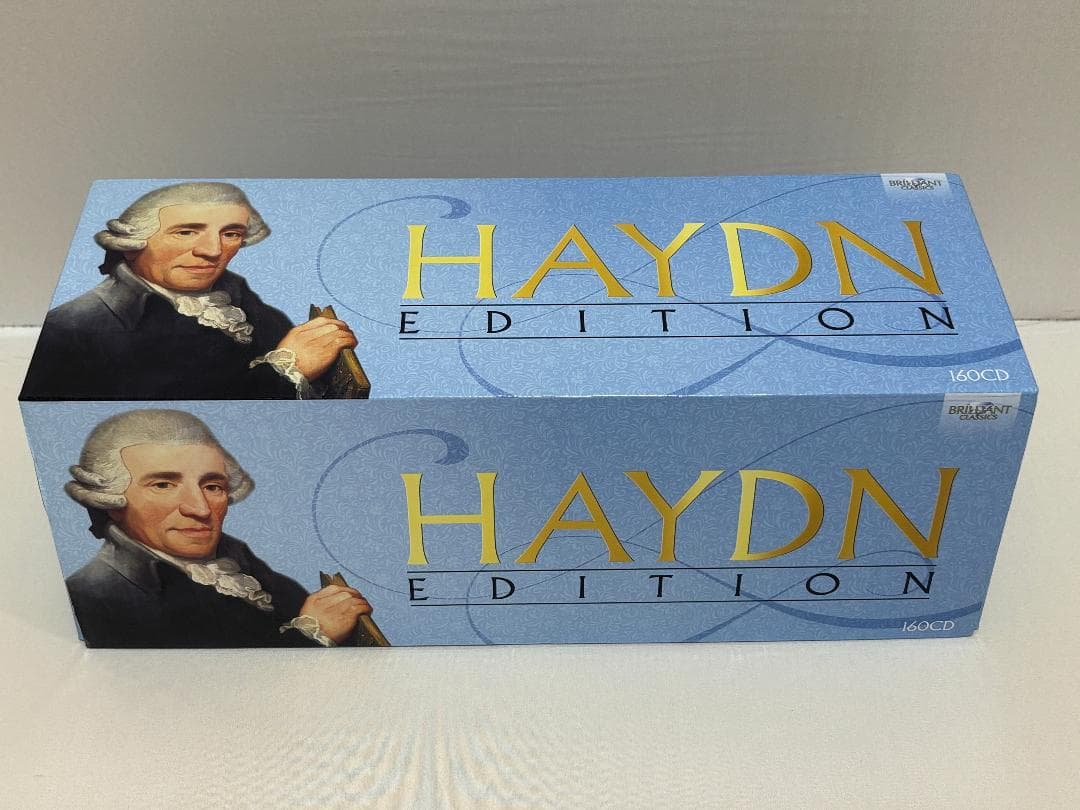 BRILLIANT
CLASSICS
HAYDN
EDITION
160CD
BRILLIANT
CLASSICS
HAYDN
EDITION
160CD